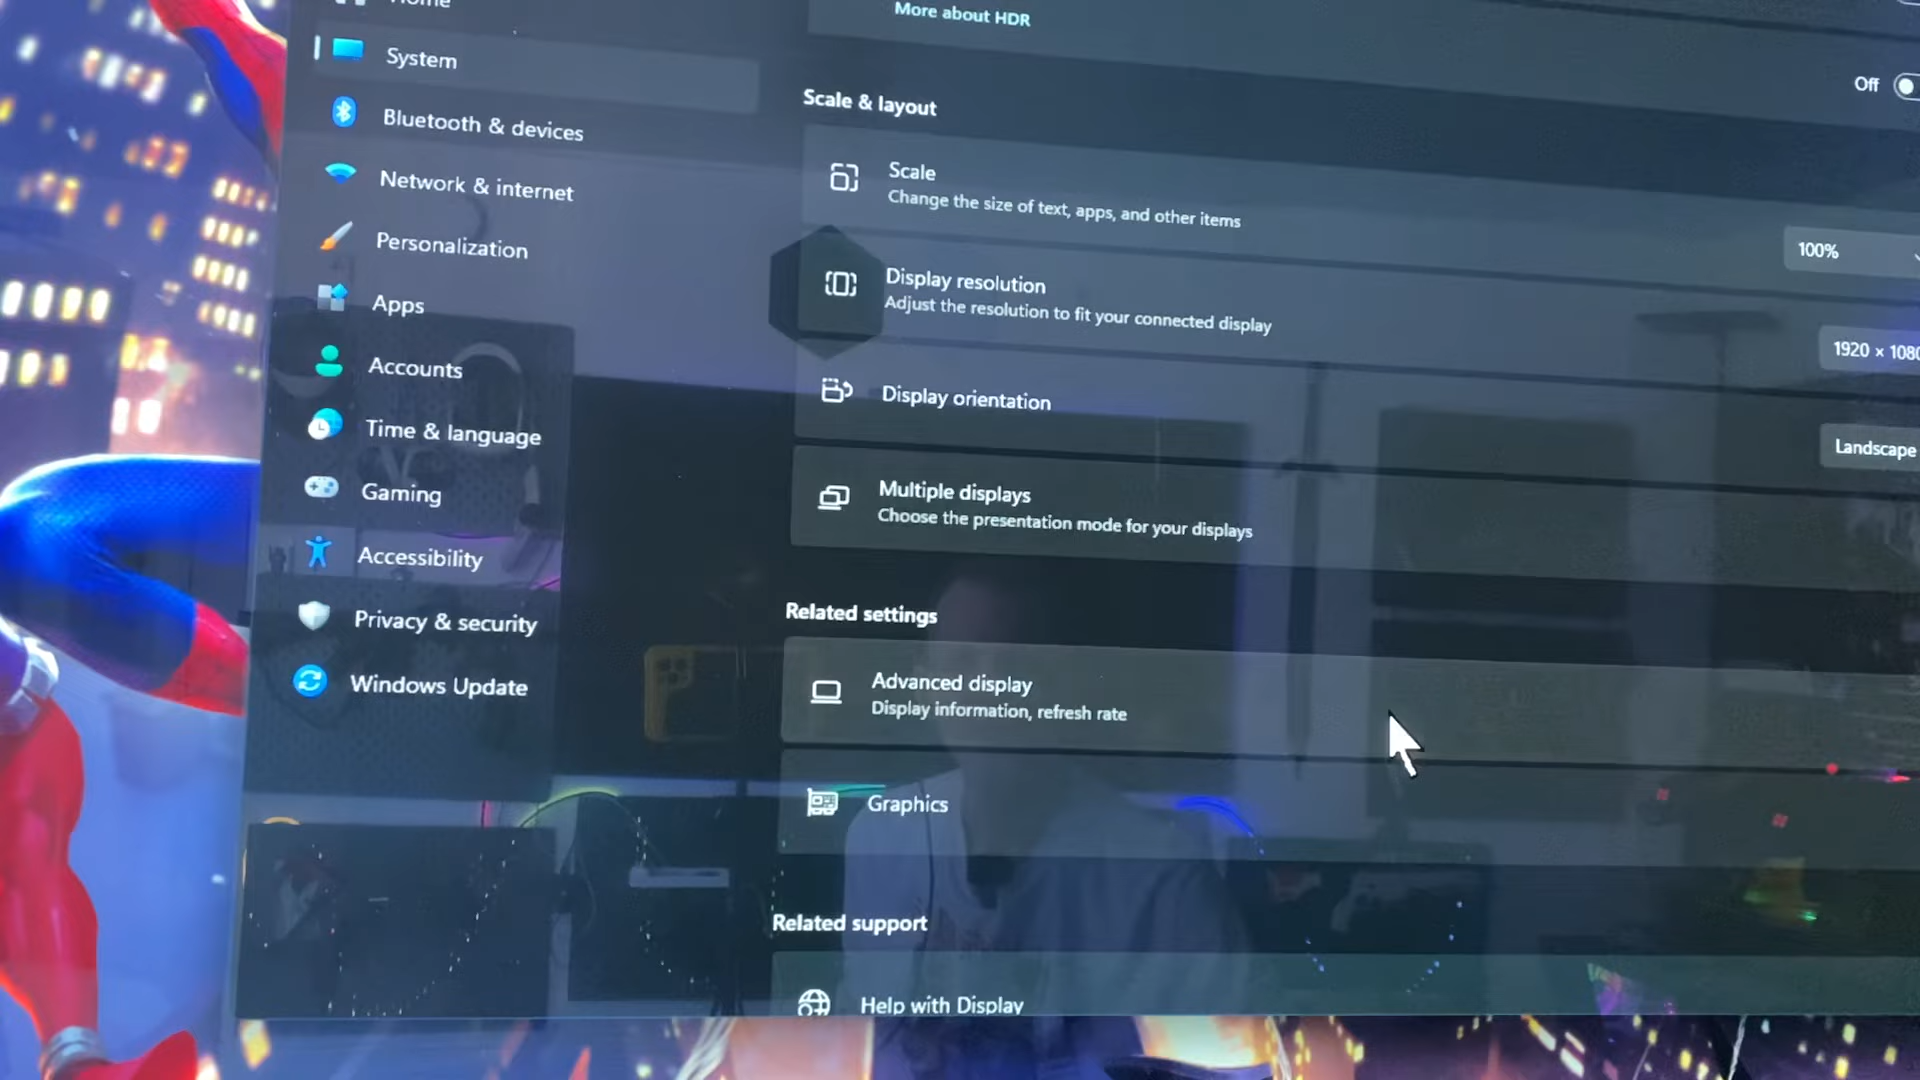 Home
System
Bluetooth & devices
Network & internet
Personalization
Apps
Accounts
Time & language
Gaming
Accessibility
Privacy & security
Windows Update
More about HDR
Off
Scale & layout
Scale
Change the size of text, apps, and other items
100%
Display resolution
Adjust the resolution to fit your connected display
1920 × 1080
Display orientation
Landscape
Multiple displays
Choose the presentation mode for your displays
Related settings
Advanced display
Display information, refresh rate
Graphics
Related support
Help with Display